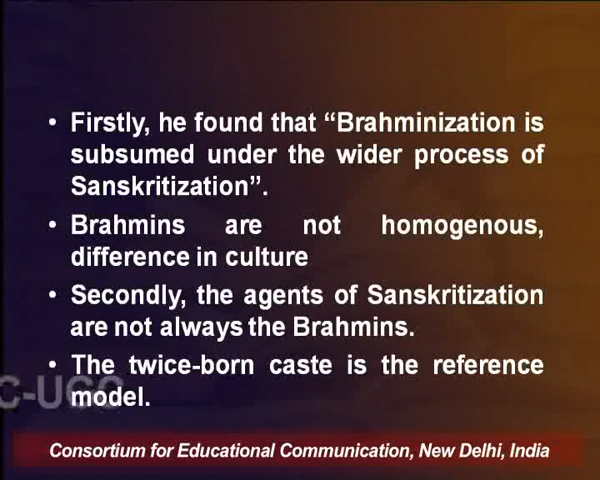 • Firstly, he found that “Brahminization is
subsumed under the wider process of
Sanskritization”.
• Brahmins are not homogenous,
difference in culture
• Secondly, the agents of Sanskritization
are not always the Brahmins.
• The twice-born caste is the reference
model.
C-UGC
Consortium for Educational Communication, New Delhi, India